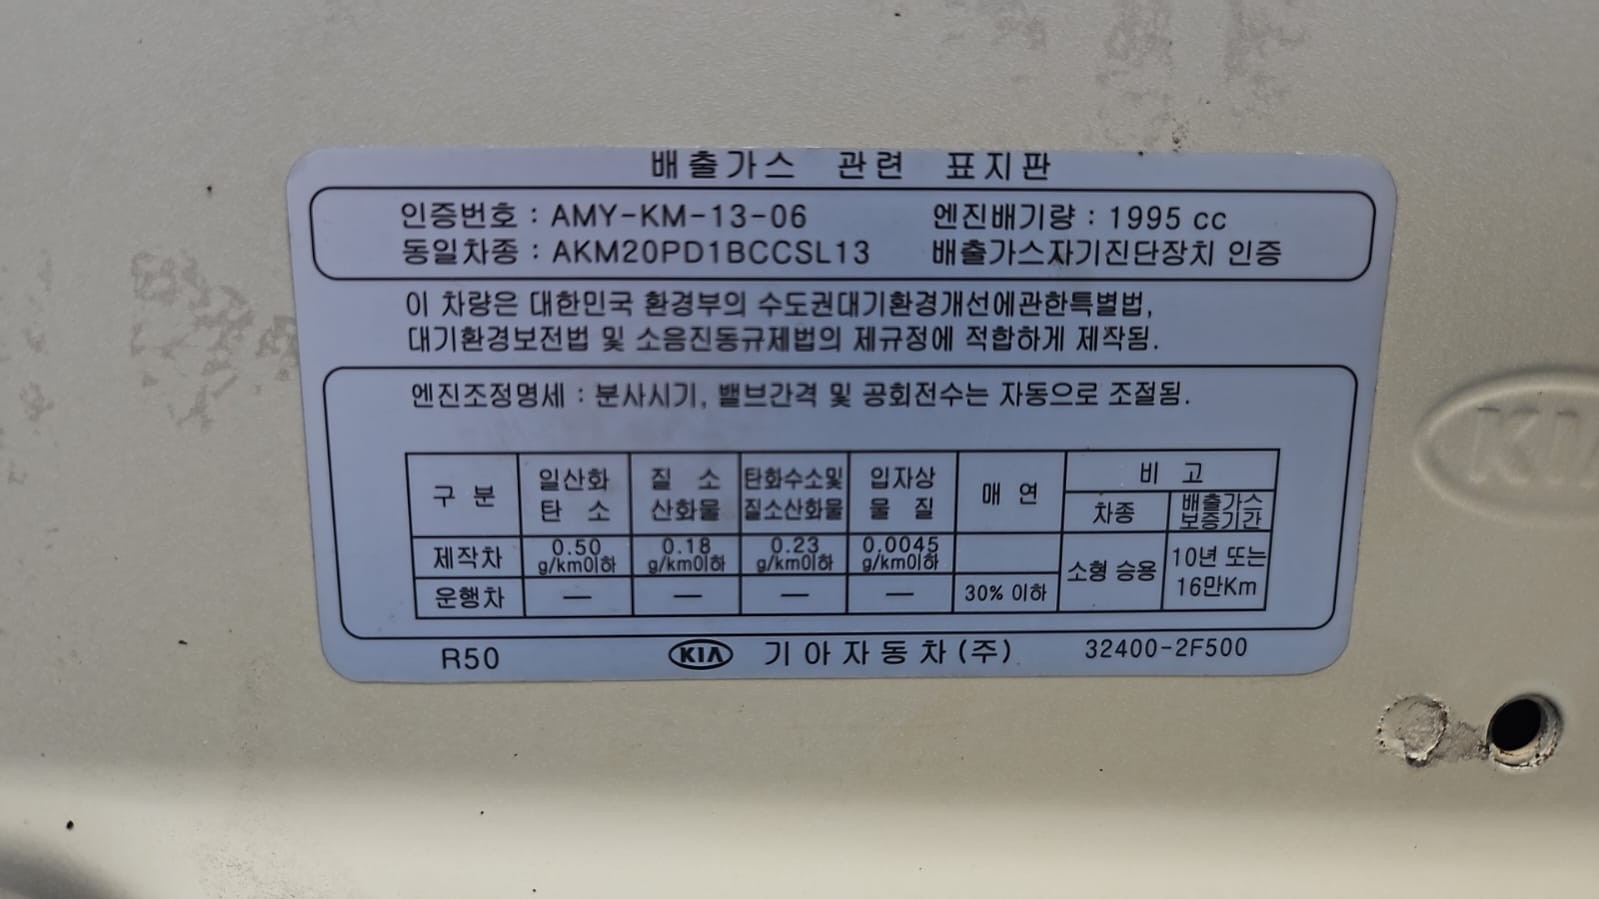 배출가스 관련 표지판
인증번호 : AMY-KM-13-06 엔진배기량 : 1995 cc
동일차종 : AKM20PD1BCCSL13 배출가스자기진단장치 인증
이 차량은 대한민국 환경부의 수도권대기환경개선에관한특별법,
대기환경보전법 및 소음진동규제법의 제규정에 적합하게 제작됨.
엔진조정명세 : 분사시기, 밸브간격 및 공회전수는 자동으로 조절됨.
구 분 일산화 탄 소 질 소 산화물 탄화수소및 질소산화물 입자상 물 질 매 연 비 고
차종 배출가스 보증기간
제작차 0.50 g/km이하 0.18 g/km이하 0.23 g/km이하 0.0045 g/km이하
소형 승용 10년 또는 16만Km
운행차 — — — — 30% 이하
R50 KIA 기아자동차(주) 32400-2F500
KIA